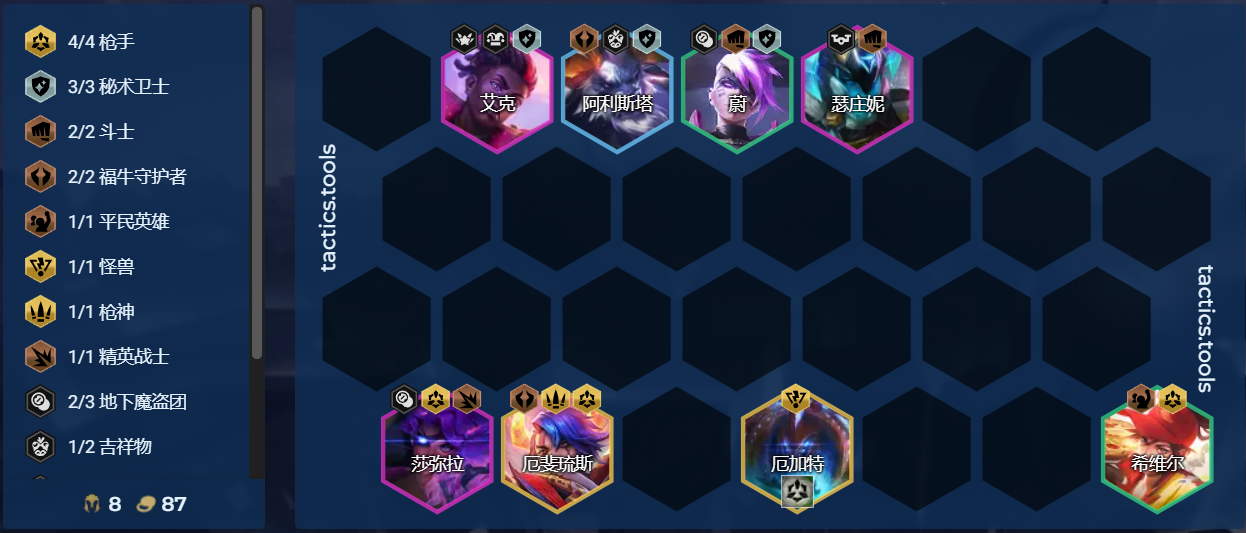 4/4 枪手
3/3 秘术卫士
2/2 斗士
2/2 福牛守护者
1/1 平民英雄
1/1 怪兽
1/1 枪神
1/1 精英战士
2/3 地下魔盗团
1/2 吉祥物
8 87
tactics.tools
艾克
阿利斯塔
蔚
瑟庄妮
莎弥拉
厄斐琉斯
厄加特
希维尔
tactics.tools